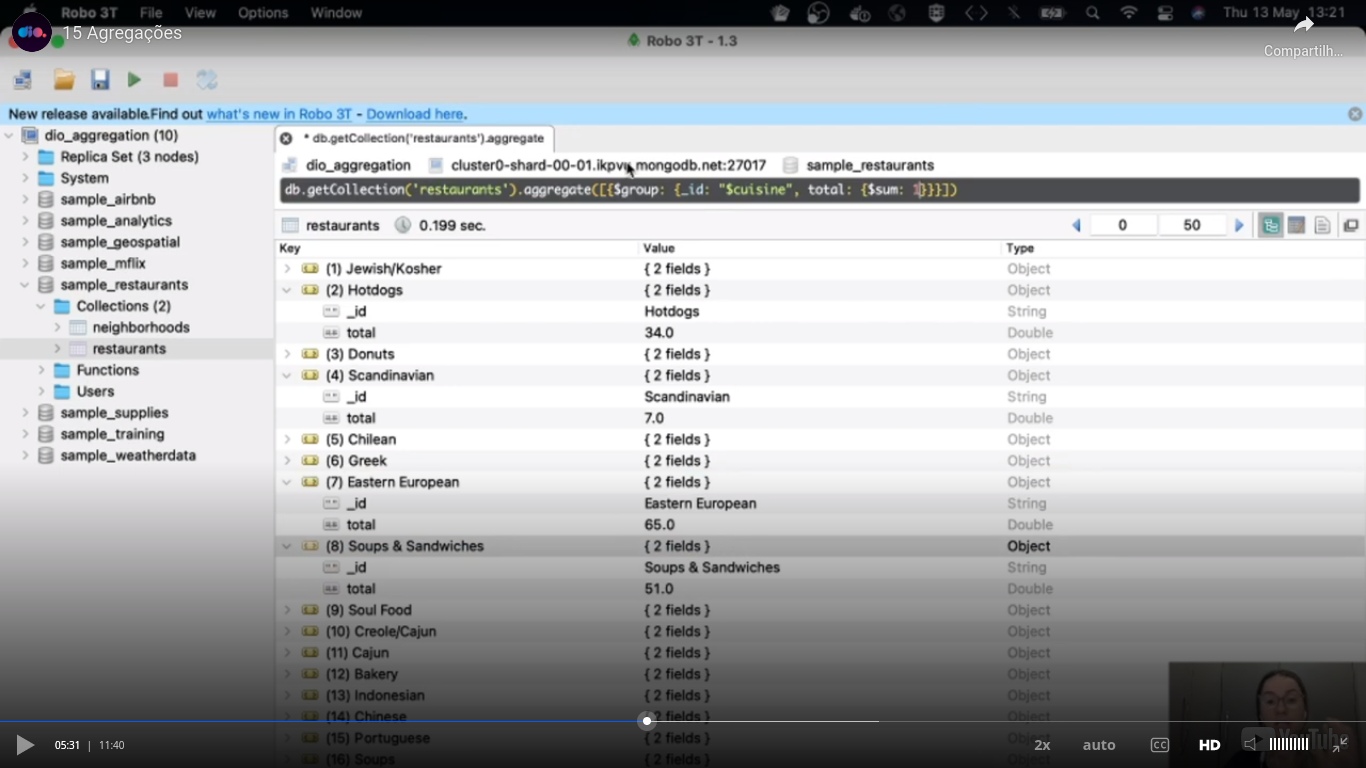 Robo 3T File View Options Window Thu 13 May 13:21
dio. 15 Agregações
Robo 3T - 1.3
Compartilh...
New release available.Find out what's new in Robo 3T - Download here.
dio_aggregation (10)
Replica Set (3 nodes)
System
sample_airbnb
sample_analytics
sample_geospatial
sample_mflix
sample_restaurants
Collections (2)
neighborhoods
restaurants
Functions
Users
sample_supplies
sample_training
sample_weatherdata
* db.getCollection('restaurants').aggregate
dio_aggregation cluster0-shard-00-01.ikpvw.mongodb.net:27017 sample_restaurants
db.getCollection('restaurants').aggregate([{$group: {_id: "$cuisine", total: {$sum: 1}}}])
restaurants 0.199 sec. 0 50
Key Value Type
(1) Jewish/Kosher { 2 fields } Object
(2) Hotdogs { 2 fields } Object
_id Hotdogs String
total 34.0 Double
(3) Donuts { 2 fields } Object
(4) Scandinavian { 2 fields } Object
_id Scandinavian String
total 7.0 Double
(5) Chilean { 2 fields } Object
(6) Greek { 2 fields } Object
(7) Eastern European { 2 fields } Object
_id Eastern European String
total 65.0 Double
(8) Soups & Sandwiches { 2 fields } Object
_id Soups & Sandwiches String
total 51.0 Double
(9) Soul Food { 2 fields } Object
(10) Creole/Cajun { 2 fields } Object
(11) Cajun { 2 fields } Object
(12) Bakery { 2 fields } Object
(13) Indonesian { 2 fields } Object
(14) Chinese { 2 fields } Object
(15) Portuguese { 2 fields } Object
(16) Soups { 2 fields } Object
05:31 | 11:40 2x auto CC HD YouTube